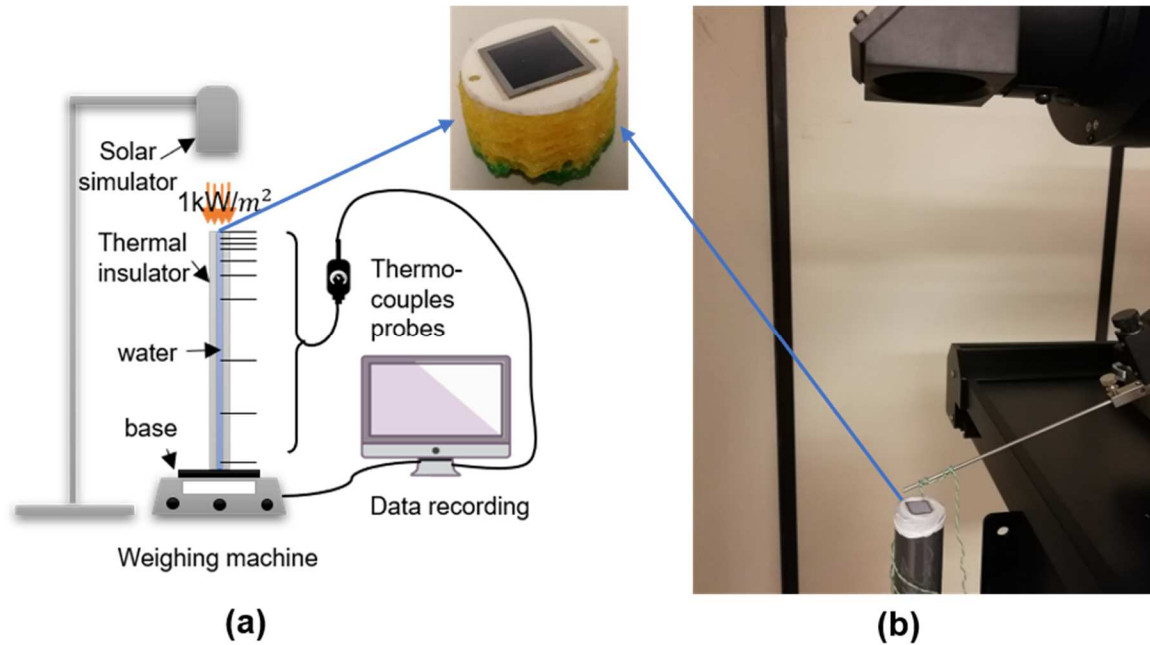 Solar
simulator
1kW/m²
Thermal
insulator
Thermo-
couples
probes
water
base
Data recording
Weighing machine
(a)
(b)